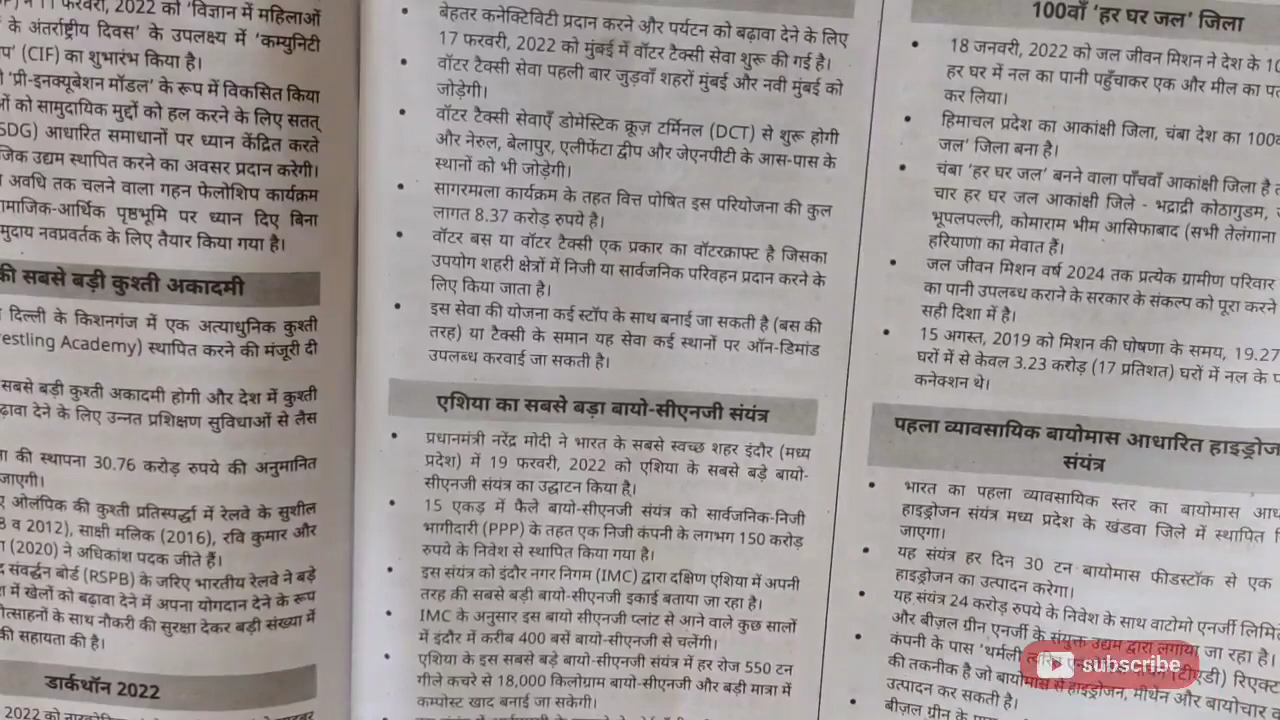 11 फरवरी, 2022 को 'विज्ञान में महिलाओं
के अंतर्राष्ट्रीय दिवस' के उपलक्ष्य में 'कम्युनिटी
(CIF) का शुभारंभ किया है।
'प्री-इनक्यूबेशन मॉडल' के रूप में विकसित किया
को सामुदायिक मुद्दों को हल करने के लिए सतत्
SDG) आधारित समाधानों पर ध्यान केंद्रित करते
उद्यम स्थापित करने का अवसर प्रदान करेगी।
अवधि तक चलने वाला गहन फेलोशिप कार्यक्रम
सामाजिक-आर्थिक पृष्ठभूमि पर ध्यान दिए बिना
समुदाय नवप्रवर्तक के लिए तैयार किया गया है।
की सबसे बड़ी कुश्ती अकादमी
दिल्ली के किशनगंज में एक अत्याधुनिक कुश्ती
restling Academy) स्थापित करने की मंजूरी दी
सबसे बड़ी कुश्ती अकादमी होगी और देश में कुश्ती
बढ़ावा देने के लिए उन्नत प्रशिक्षण सुविधाओं से लैस
की स्थापना 30.76 करोड़ रुपये की अनुमानित
जाएगी।
ओलंपिक की कुश्ती प्रतिस्पर्द्धा में रेलवे के सुशील
व 2012), साक्षी मलिक (2016), रवि कुमार और
(2020) ने अधिकांश पदक जीते हैं।
संवर्द्धन बोर्ड (RSPB) के जरिए भारतीय रेलवे ने बड़े
में खेलों को बढ़ावा देने में अपना योगदान देने के रूप
प्रोत्साहनों के साथ नौकरी की सुरक्षा देकर बड़ी संख्या में
की सहायता की है।
डार्कथॉन 2022
2022 को
बेहतर कनेक्टिविटी प्रदान करने और पर्यटन को बढ़ावा देने के लिए
17 फरवरी, 2022 को मुंबई में वॉटर टैक्सी सेवा शुरू की गई है।
वॉटर टैक्सी सेवा पहली बार जुड़वाँ शहरों मुंबई और नवी मुंबई को
जोड़ेगी।
वॉटर टैक्सी सेवाएँ डोमेस्टिक क्रूज़ टर्मिनल (DCT) से शुरू होगी
और नेरुल, बेलापुर, एलीफेंटा द्वीप और जेएनपीटी के आस-पास के
स्थानों को भी जोड़ेगी।
सागरमाला कार्यक्रम के तहत वित्त पोषित इस परियोजना की कुल
लागत 8.37 करोड़ रुपये है।
वॉटर बस या वॉटर टैक्सी एक प्रकार का वॉटरक्राफ्ट है जिसका
उपयोग शहरी क्षेत्रों में निजी या सार्वजनिक परिवहन प्रदान करने के
लिए किया जाता है।
इस सेवा की योजना कई स्टॉप के साथ बनाई जा सकती है (बस की
तरह) या टैक्सी के समान यह सेवा कई स्थानों पर ऑन-डिमांड
उपलब्ध करवाई जा सकती है।
एशिया का सबसे बड़ा बायो-सीएनजी संयंत्र
प्रधानमंत्री नरेंद्र मोदी ने भारत के सबसे स्वच्छ शहर इंदौर (मध्य
प्रदेश) में 19 फरवरी, 2022 को एशिया के सबसे बड़े बायो-
सीएनजी संयंत्र का उद्घाटन किया है।
15 एकड़ में फैले बायो-सीएनजी संयंत्र को सार्वजनिक-निजी
भागीदारी (PPP) के तहत एक निजी कंपनी के लगभग 150 करोड़
रुपये के निवेश से स्थापित किया गया है।
इस संयंत्र को इंदौर नगर निगम (IMC) द्वारा दक्षिण एशिया में अपनी
तरह की सबसे बड़ी बायो-सीएनजी इकाई बताया जा रहा है।
IMC के अनुसार इस बायो सीएनजी प्लांट से आने वाले कुछ सालों
में इंदौर में करीब 400 बसें बायो-सीएनजी से चलेंगी।
एशिया के इस सबसे बड़े बायो-सीएनजी संयंत्र में हर रोज 550 टन
गीले कचरे से 18,000 किलोग्राम बायो-सीएनजी और बड़ी मात्रा में
कम्पोस्ट खाद बनाई जा सकेगी।
100वाँ 'हर घर जल' जिला
18 जनवरी, 2022 को जल जीवन मिशन ने देश के
हर घर में नल का पानी पहुँचाकर एक और मील का
कर लिया।
हिमाचल प्रदेश का आकांक्षी जिला, चंबा देश का
जल' जिला बना है।
चंबा 'हर घर जल' बनने वाला पाँचवाँ आकांक्षी जिला है
चार हर घर जल आकांक्षी जिले - भद्राद्री कोठागुडम,
भूपलपल्ली, कोमाराम भीम आसिफाबाद (सभी तेलंगाना
हरियाणा का मेवात हैं।
जल जीवन मिशन वर्ष 2024 तक प्रत्येक ग्रामीण परिवार
का पानी उपलब्ध कराने के सरकार के संकल्प को पूरा करने
सही दिशा में है।
15 अगस्त, 2019 को मिशन की घोषणा के समय, 19.27
घरों में से केवल 3.23 करोड़ (17 प्रतिशत) घरों में नल के
कनेक्शन थे।
पहला व्यावसायिक बायोमास आधारित
संयंत्र
भारत का पहला व्यावसायिक स्तर का बायोमास
हाइड्रोजन संयंत्र मध्य प्रदेश के खंडवा जिले में स्थापित
जाएगा।
यह संयंत्र हर दिन 30 टन बायोमास फीडस्टॉक से एक
हाइड्रोजन का उत्पादन करेगा।
यह संयंत्र 24 करोड़ रुपये के निवेश के साथ वाटोमो एनर्जी
और बीज़ल ग्रीन एनर्जी के संयुक्त उद्यम द्वारा लगाया जा रहा है।
कंपनी के पास 'थर्मली
की तकनीक है जो बायोमास से हाइड्रोजन, मीथेन और बायोचार
उत्पादन कर सकती है।
बीज़ल ग्रीन के
subscribe